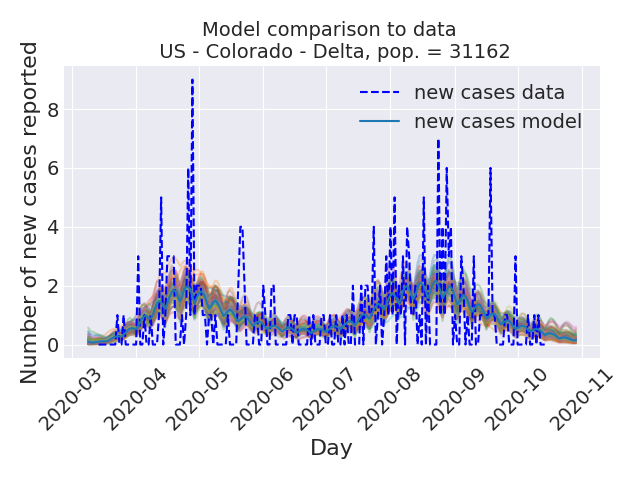 Model comparison to data
US - Colorado - Delta, pop. = 31162
Number of new cases reported
8
6
4
2
0
new cases data
new cases model
2020-03
2020-04
2020-05
2020-06
2020-07
2020-08
2020-09
2020-10
2020-11
Day